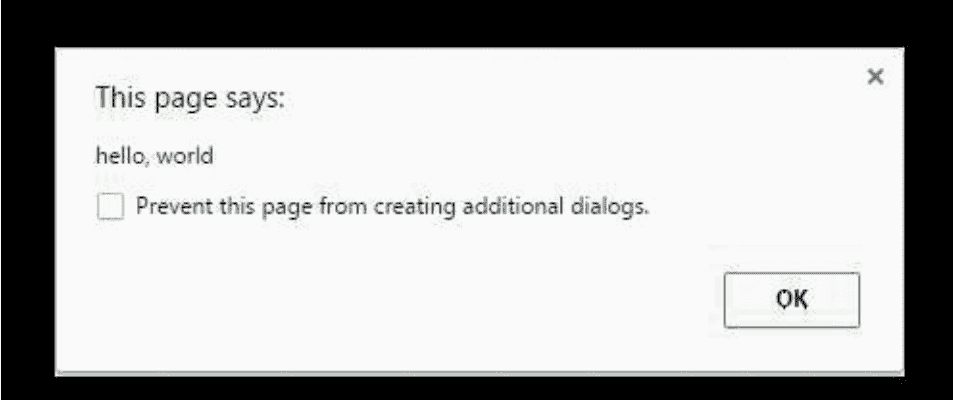 This page says:
hello, world
Prevent this page from creating additional dialogs.
OK